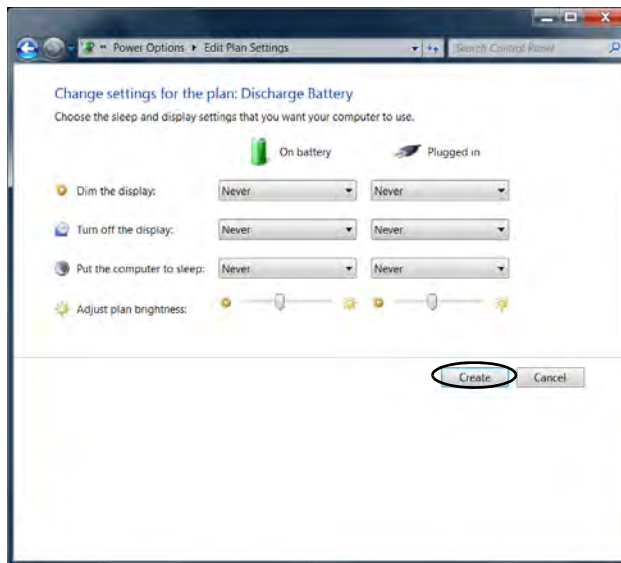 Power Options ▸ Edit Plan Settings
Search Control Panel
Change settings for the plan: Discharge Battery
Choose the sleep and display settings that you want your computer to use.
On battery Plugged in
Dim the display: Never Never
Turn off the display: Never Never
Put the computer to sleep: Never Never
Adjust plan brightness:
Create Cancel